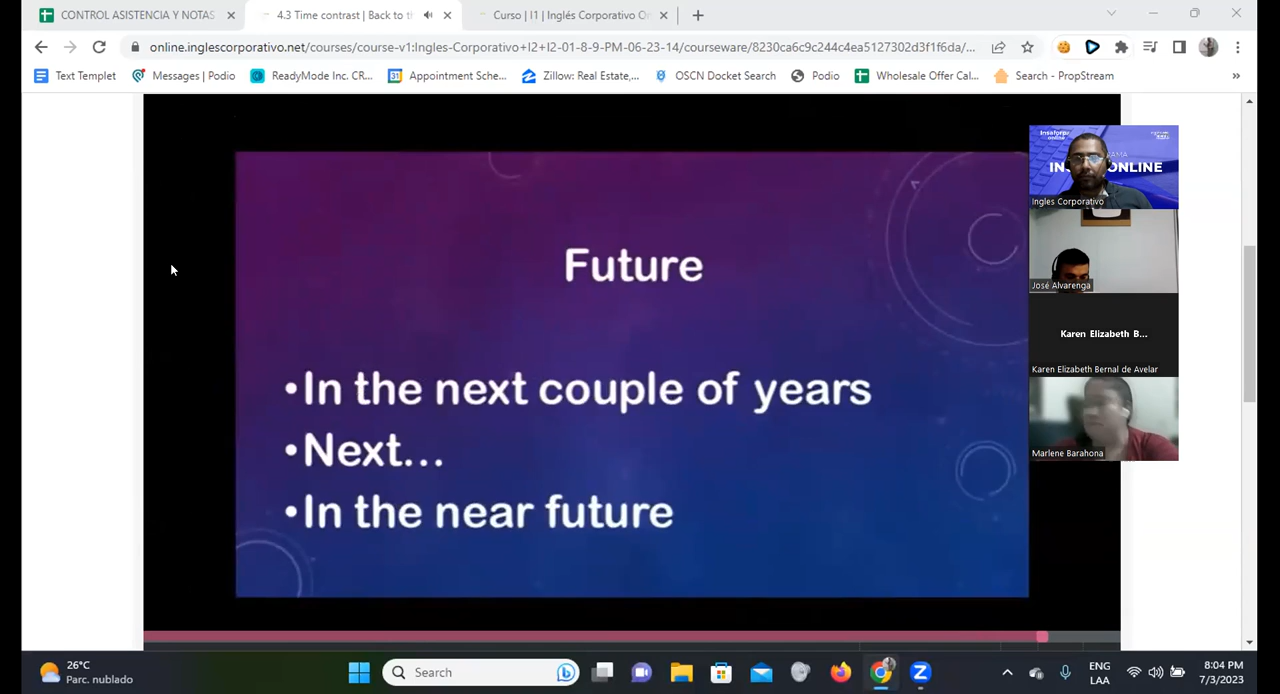 CONTROL ASISTENCIA Y NOTAS
4.3 Time contrast | Back to t
Curso | I1 | Inglés Corporativo On
online.inglescorporativo.net/courses/course-v1:Ingles-Corporativo+I2+I2-01-8-9-PM-06-23-14/courseware/8230ca6c9c244c4ea5127302d3f1f6da/...
Text Templet
Messages | Podio
ReadyMode Inc. CR...
Appointment Sche...
Zillow: Real Estate,...
OSCN Docket Search
Podio
Wholesale Offer Cal...
Search - PropStream
»
Future
•In the next couple of years
•Next...
•In the near future
ONLINE
Ingles Corporativo
José Alvarenga
Karen Elizabeth B...
Karen Elizabeth Bernal de Avelar
Marlene Barahona
26°C
Parc. nublado
Search
ENG
LAA
8:04 PM
7/3/2023